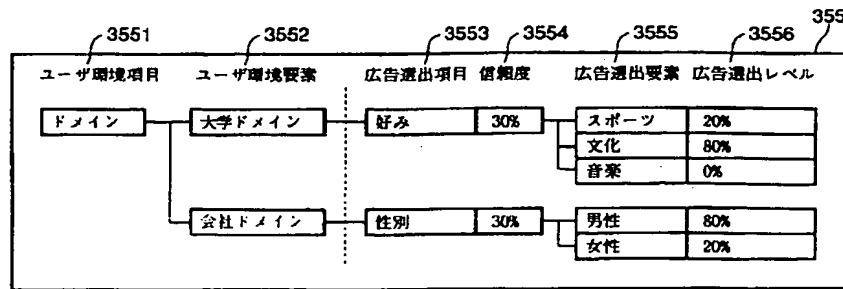 3551 3552 3553 3554 3555 3556 355
ユーザ環境項目 ユーザ環境要素 広告選出項目 信頼度 広告選出要素 広告選出レベル
ドメイン 大学ドメイン 好み 30% スポーツ 20%
文化 80%
音楽 0%
会社ドメイン 性別 30% 男性 80%
女性 20%